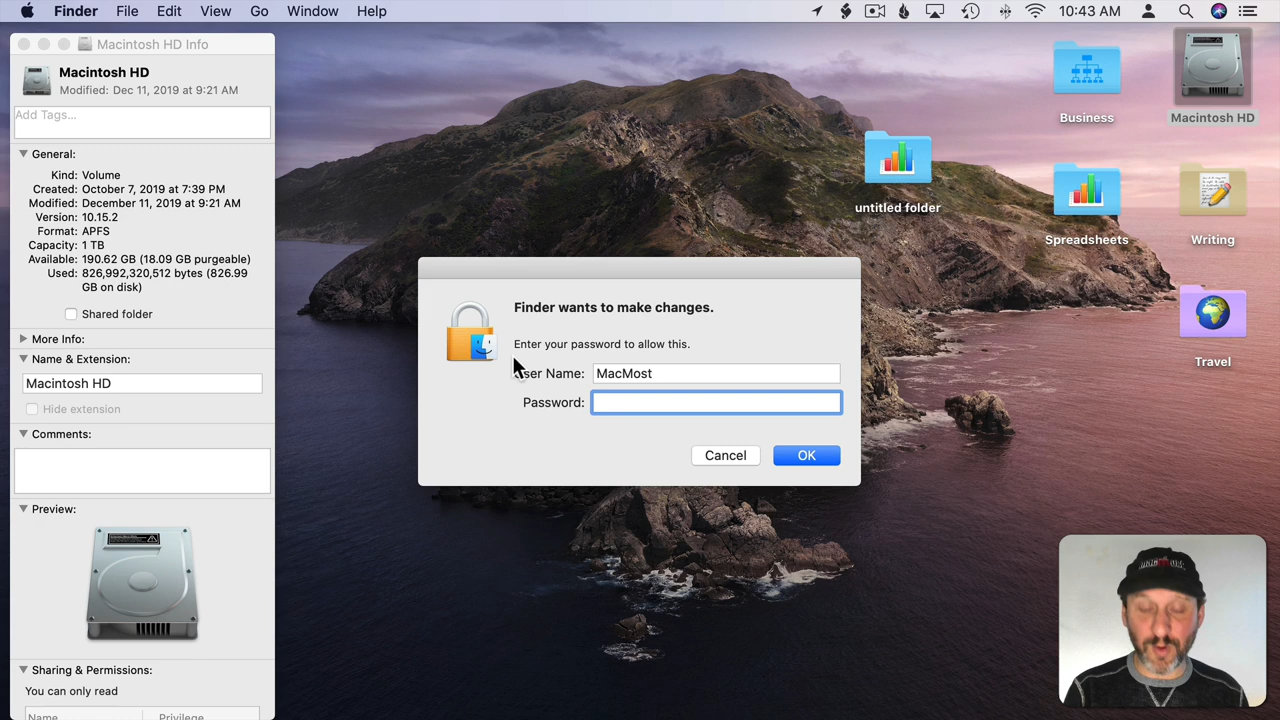 Finder File Edit View Go Window Help 10:43 AM
Macintosh HD Info
Macintosh HD
Modified: Dec 11, 2019 at 9:21 AM
Add Tags...
General:
Kind: Volume
Created: October 7, 2019 at 7:39 PM
Modified: December 11, 2019 at 9:21 AM
Version: 10.15.2
Format: APFS
Capacity: 1 TB
Available: 190.62 GB (18.09 GB purgeable)
Used: 826,992,320,512 bytes (826.99
GB on disk)
Shared folder
More Info:
Name & Extension:
Macintosh HD
Hide extension
Comments:
Preview:
Sharing & Permissions:
You can only read
Name Privilege
Finder wants to make changes.
Enter your password to allow this.
User Name: MacMost
Password:
Cancel OK
untitled folder
Business
Macintosh HD
Spreadsheets
Writing
Travel